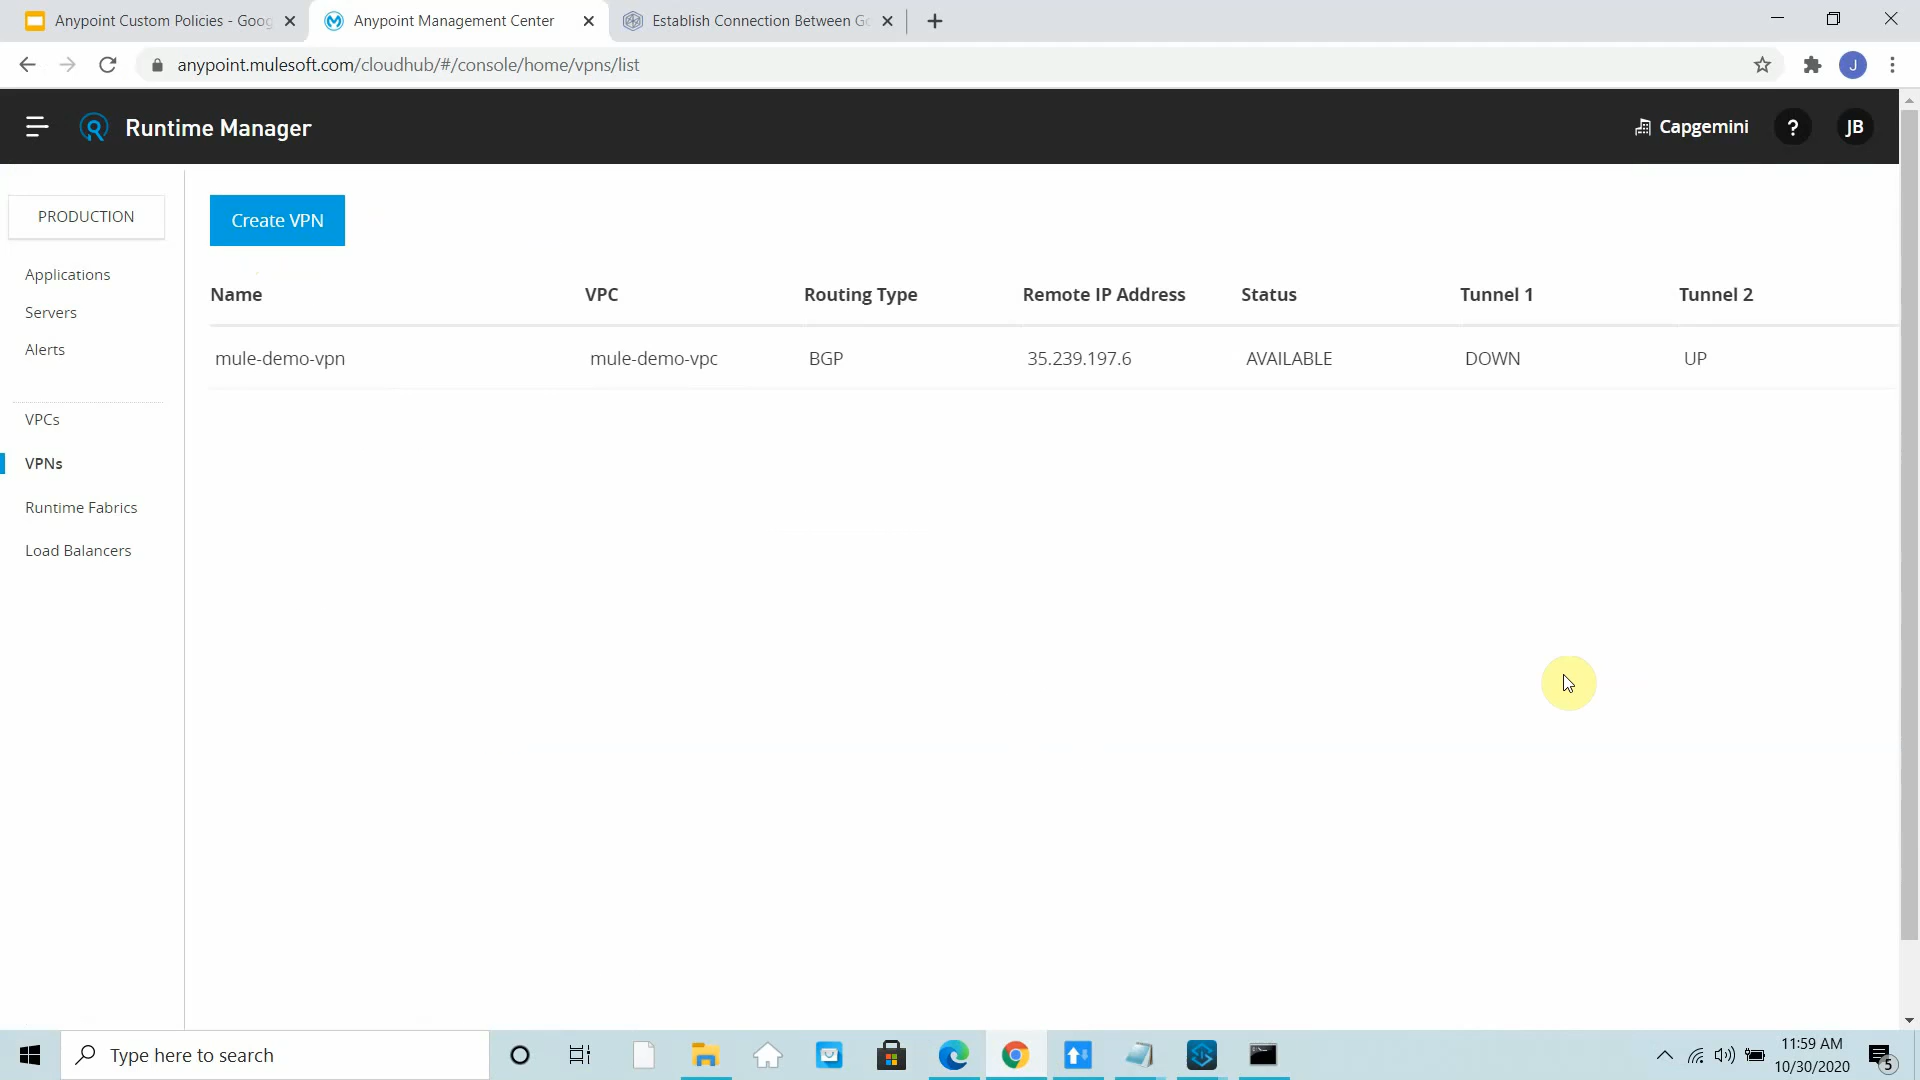 Anypoint Custom Policies - Goog
Anypoint Management Center
Establish Connection Between Go
anypoint.mulesoft.com/cloudhub/#/console/home/vpns/list
J
Runtime Manager
Capgemini
?
JB
PRODUCTION
Applications
Servers
Alerts
VPCs
VPNs
Runtime Fabrics
Load Balancers
Create VPN
Name VPC Routing Type Remote IP Address Status Tunnel 1 Tunnel 2
mule-demo-vpn mule-demo-vpc BGP 35.239.197.6 AVAILABLE DOWN UP
Type here to search
11:59 AM
10/30/2020
5